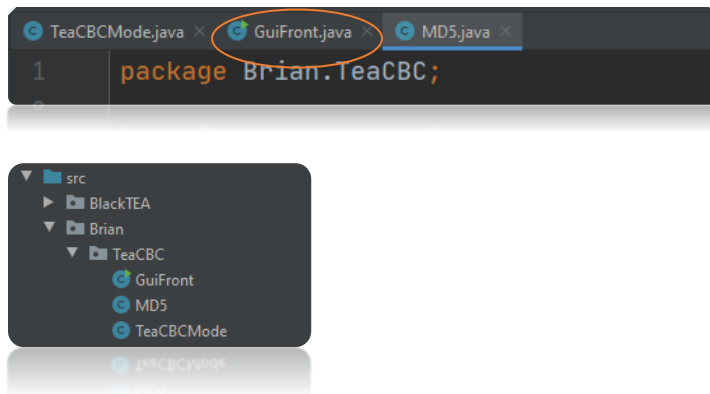 TeaCBCMode.java × GuiFront.java × MD5.java ×
1 package Brian.TeaCBC;
src
BlackTEA
Brian
TeaCBC
GuiFront
MD5
TeaCBCMode